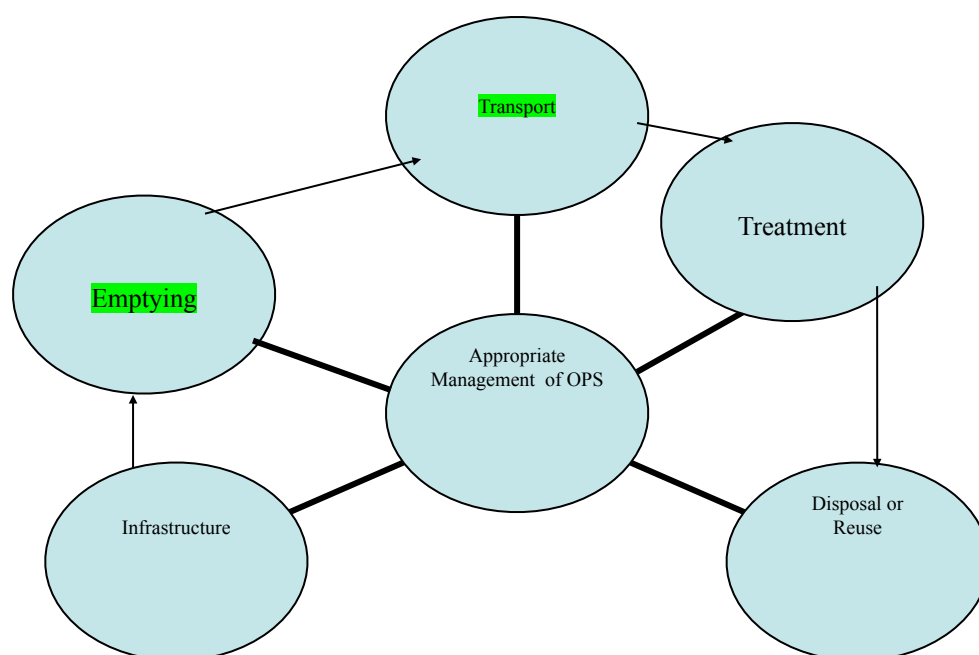 Transport
Treatment
Emptying
Appropriate
Management of OPS
Infrastructure
Disposal or
Reuse